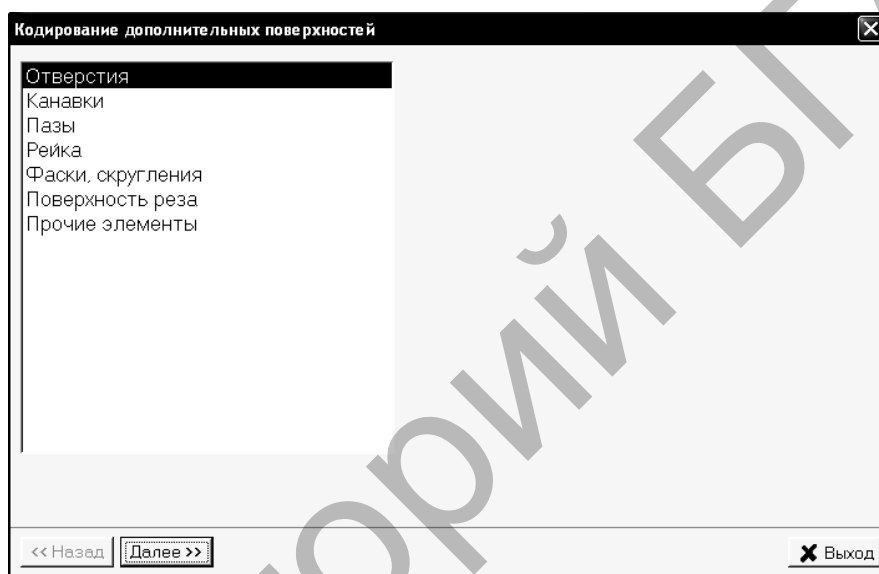 Кодирование дополнительных поверхностей
Отверстия
Канавки
Пазы
Рейка
Фаски, скругления
Поверхность реза
Прочие элементы
<< Назад
Далее >>
Выход